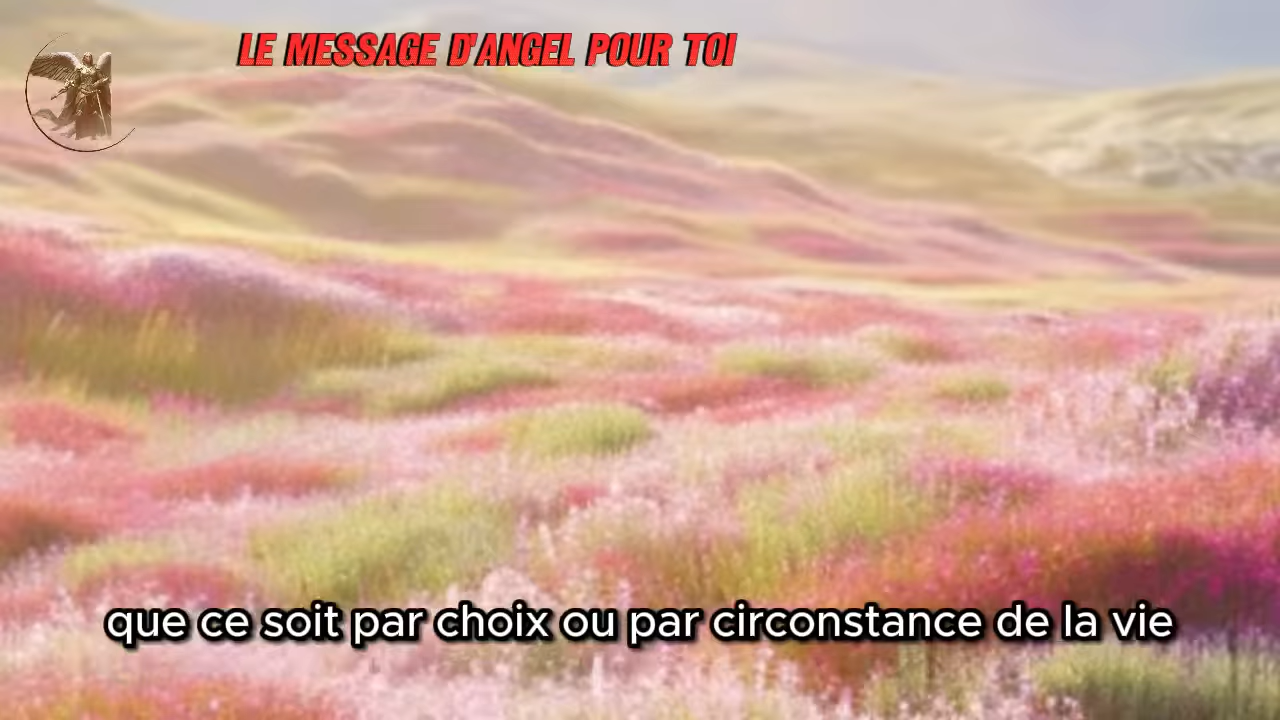 LE MESSAGE D'ANGEL POUR TOI
que ce soit par choix ou par circonstance de la vie